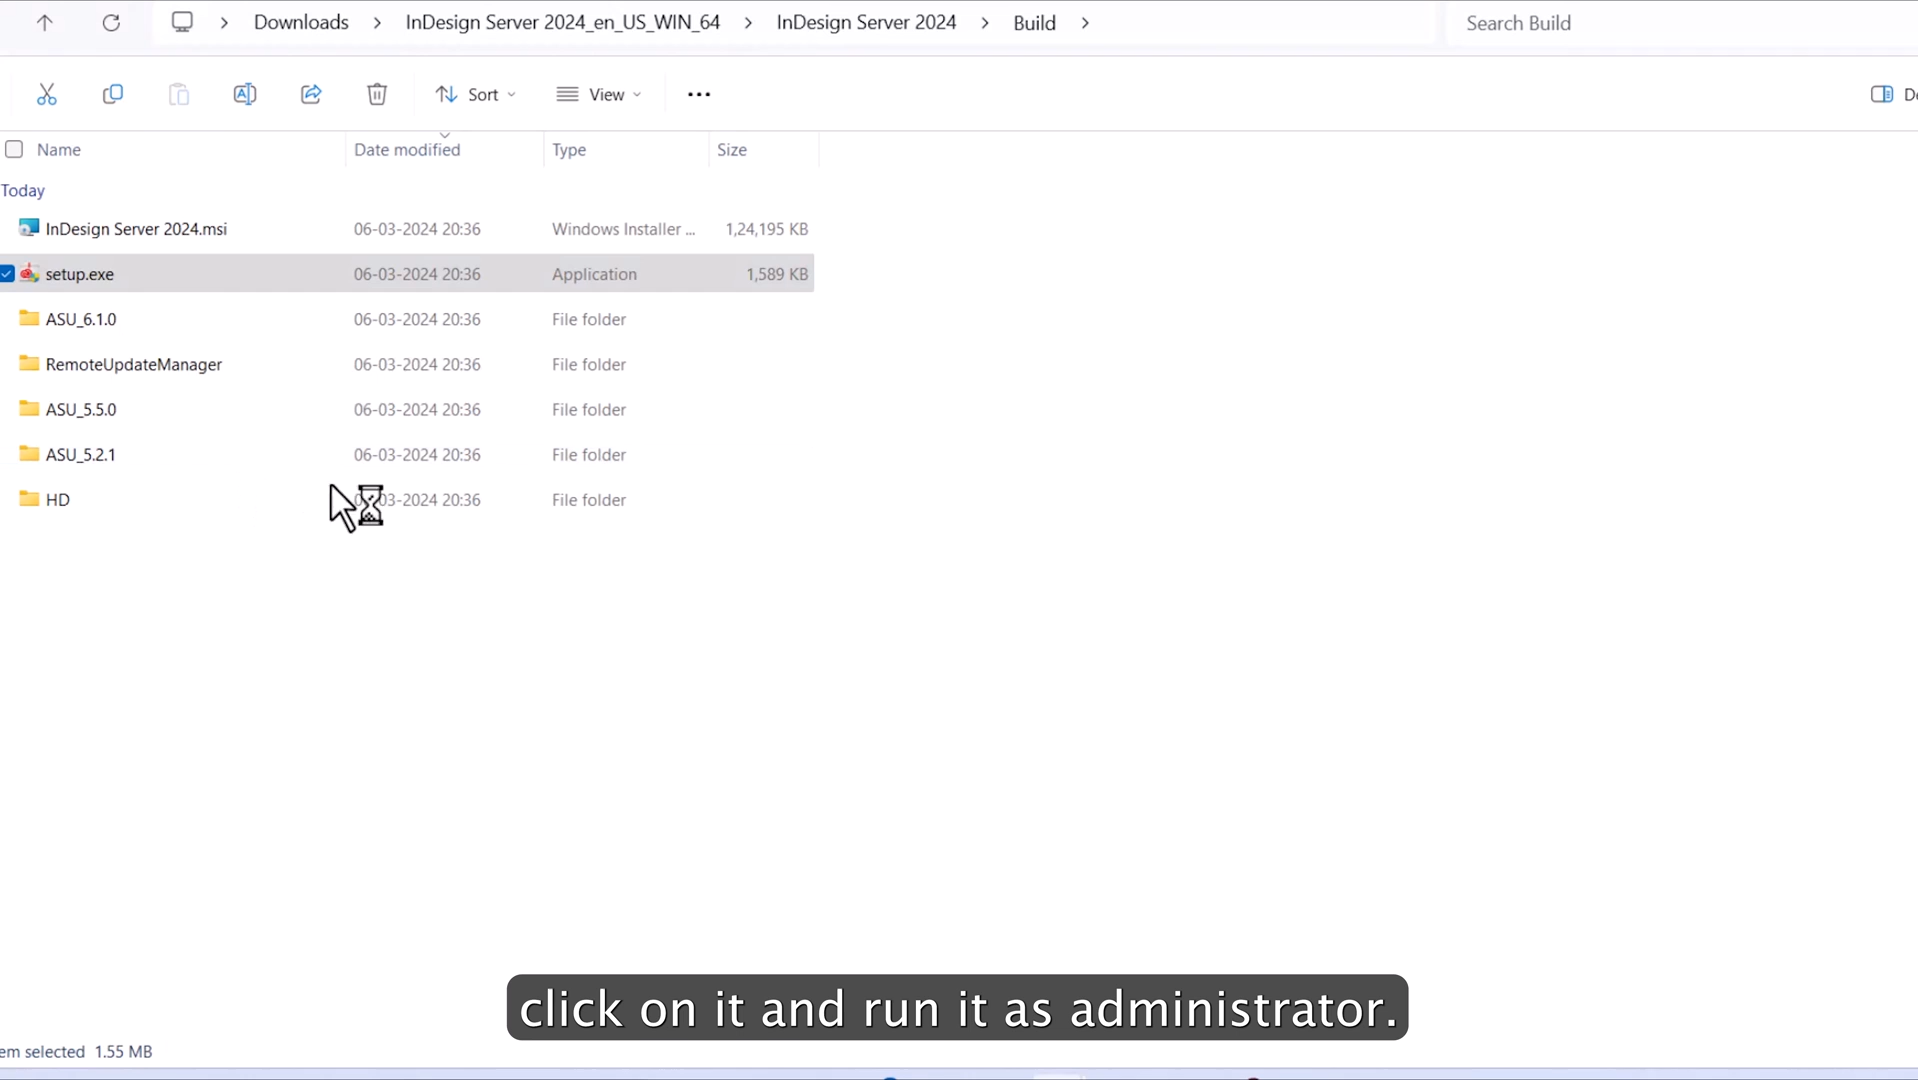 Downloads > InDesign Server 2024_en_US_WIN_64 > InDesign Server 2024 > Build >
Search Build
Sort
View
Name Date modified Type Size
Today
InDesign Server 2024.msi 06-03-2024 20:36 Windows Installer ... 1,24,195 KB
setup.exe 06-03-2024 20:36 Application 1,589 KB
ASU_6.1.0 06-03-2024 20:36 File folder
RemoteUpdateManager 06-03-2024 20:36 File folder
ASU_5.5.0 06-03-2024 20:36 File folder
ASU_5.2.1 06-03-2024 20:36 File folder
HD 03-2024 20:36 File folder
click on it and run it as administrator.
selected 1.55 MB